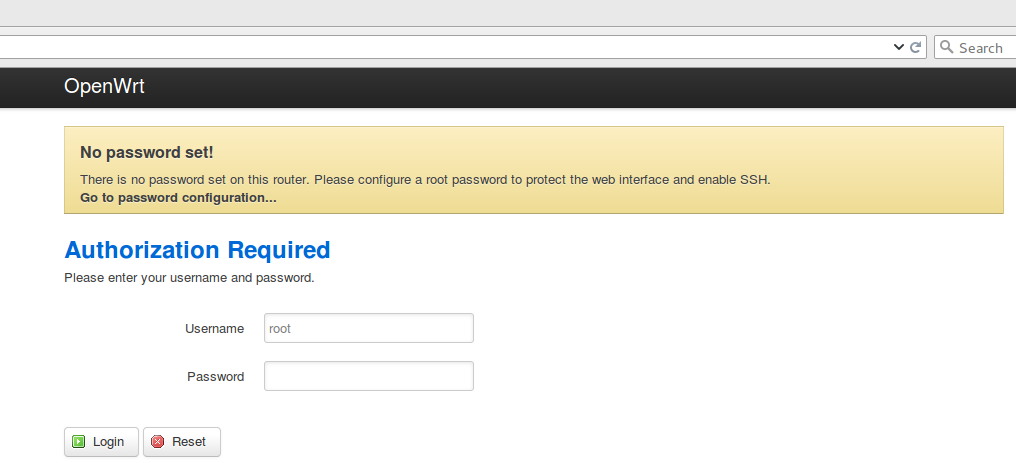 Search
OpenWrt
No password set!
There is no password set on this router. Please configure a root password to protect the web interface and enable SSH.
Go to password configuration...
Authorization Required
Please enter your username and password.
Username root
Password
Login Reset